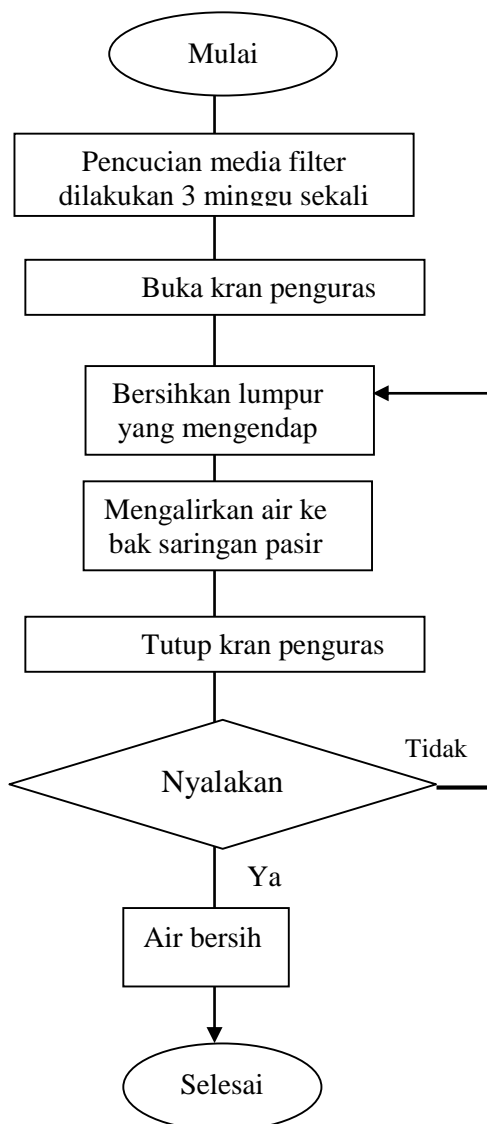 Mulai
Pencucian media filter
dilakukan 3 minggu sekali
Buka kran penguras
Bersihkan lumpur
yang mengendap
Mengalirkan air ke
bak saringan pasir
Tutup kran penguras
Tidak
Nyalakan
Ya
Air bersih
Selesai